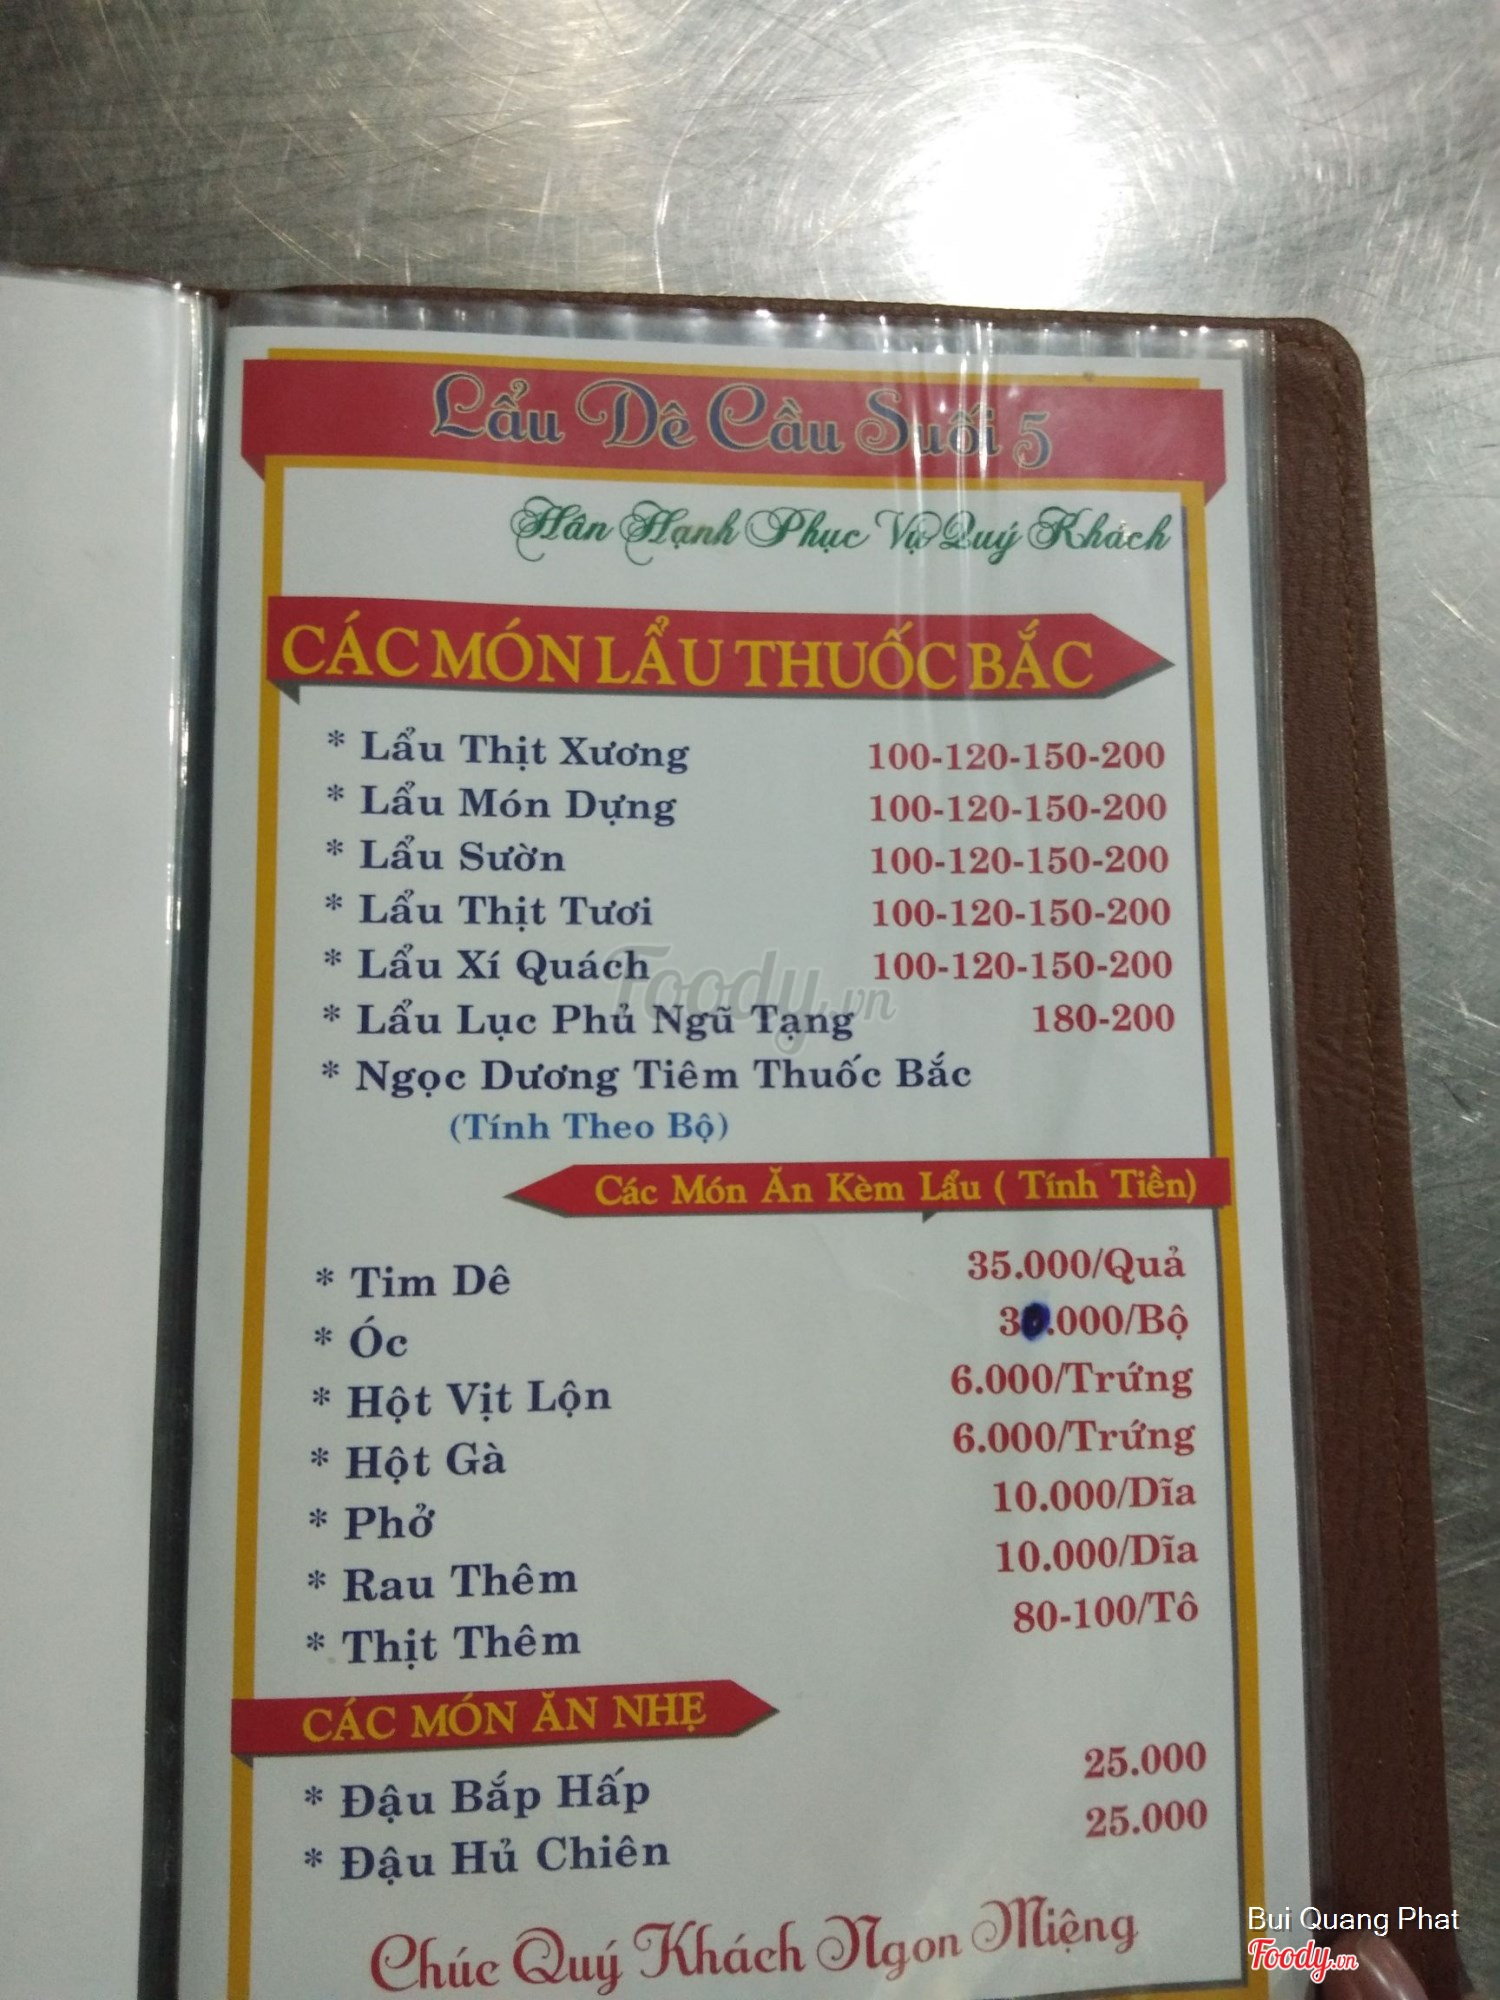 Lẩu Dê Cầu Suối 5
Hân Hạnh Phục Vụ Quý Khách
CÁC MÓN LẨU THUỐC BẮC
* Lẩu Thịt Xương 100-120-150-200
* Lẩu Món Dựng 100-120-150-200
* Lẩu Sườn 100-120-150-200
* Lẩu Thịt Tươi 100-120-150-200
* Lẩu Xí Quách 100-120-150-200
* Lẩu Lục Phủ Ngũ Tạng 180-200
* Ngọc Dương Tiêm Thuốc Bắc
(Tính Theo Bộ)
Các Món Ăn Kèm Lẩu ( Tính Tiền)
* Tim Dê 35.000/Quả
* Óc 30.000/Bộ
* Hột Vịt Lộn 6.000/Trứng
* Hột Gà 6.000/Trứng
* Phở 10.000/Dĩa
* Rau Thêm 10.000/Dĩa
* Thịt Thêm 80-100/Tô
CÁC MÓN ĂN NHẸ
* Đậu Bắp Hấp 25.000
* Đậu Hủ Chiên 25.000
Chúc Quý Khách Ngon Miệng
Foody.vn
Bui Quang Phat
Foody.vn